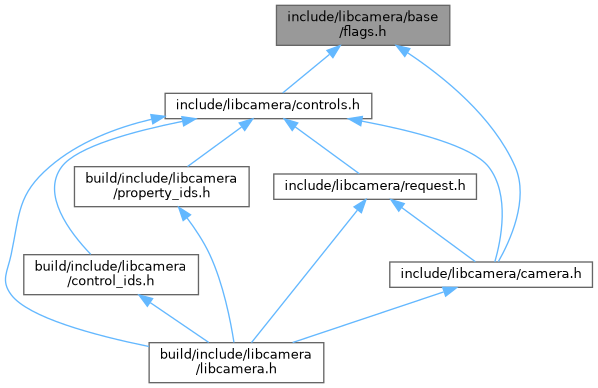 include/libcamera/base
/flags.h
include/libcamera/controls.h
build/include/libcamera
/property_ids.h
include/libcamera/request.h
build/include/libcamera
/control_ids.h
include/libcamera/camera.h
build/include/libcamera
/libcamera.h